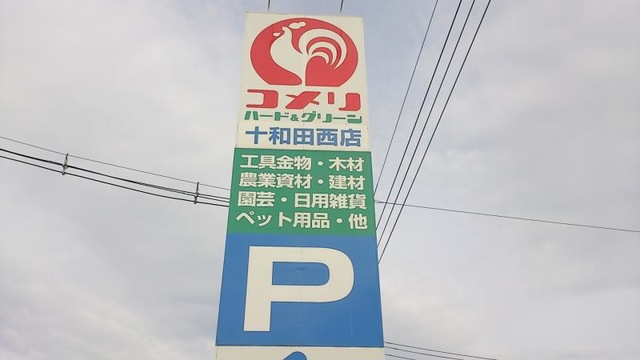 コメリ
ハード&グリーン
十和田西店
工具金物・木材
農業資材・建材
園芸・日用雑貨
ペット用品・他
P